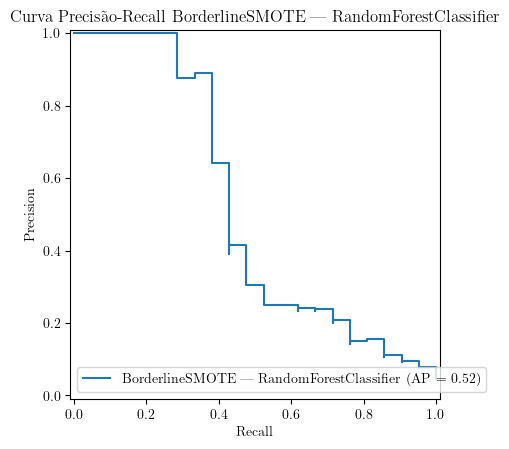 Curva Precisão-Recall BorderlineSMOTE — RandomForestClassifier
1.0
0.8
0.6
0.4
0.2
0.0
Precision
BorderlineSMOTE — RandomForestClassifier (AP = 0.52)
0.0 0.2 0.4 0.6 0.8 1.0
Recall